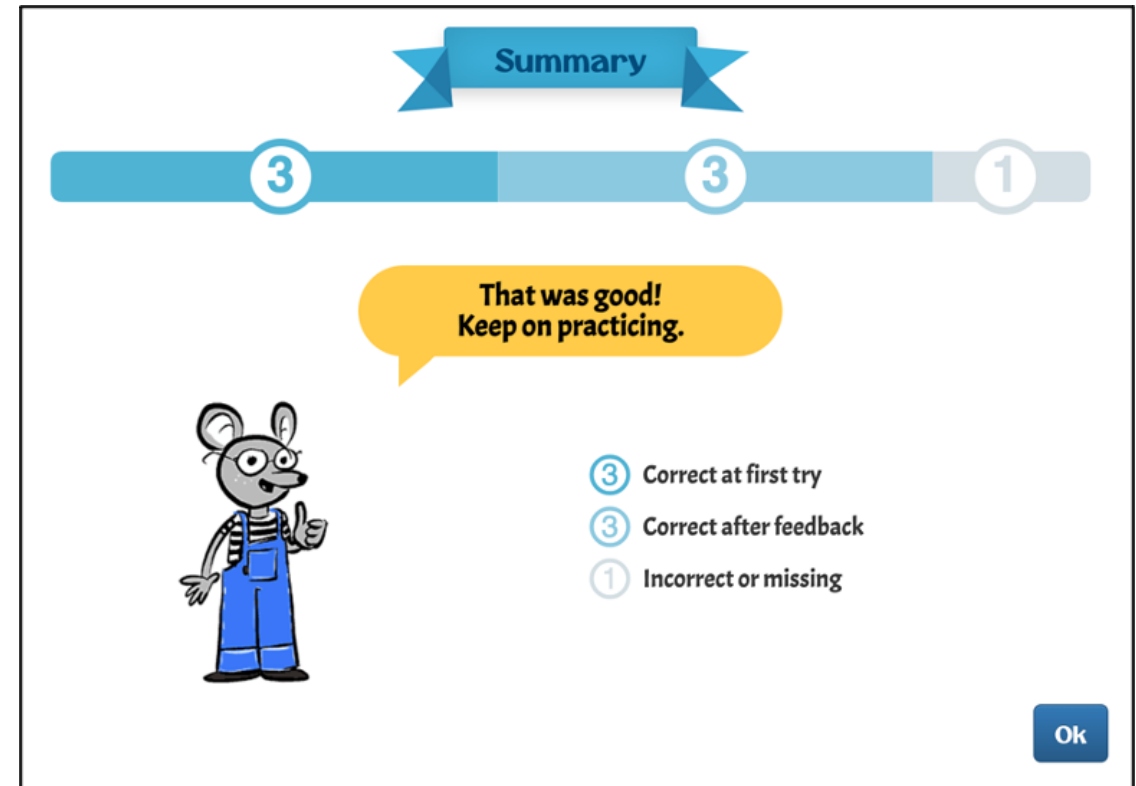 Summary
3 3 1
That was good!
Keep on practicing.
3 Correct at first try
3 Correct after feedback
1 Incorrect or missing
Ok